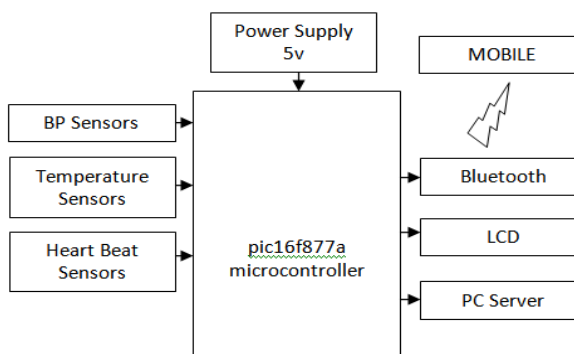 Power Supply
5v
MOBILE
BP Sensors
Temperature
Sensors
Heart Beat
Sensors
pic16f877a
microcontroller
Bluetooth
LCD
PC Server